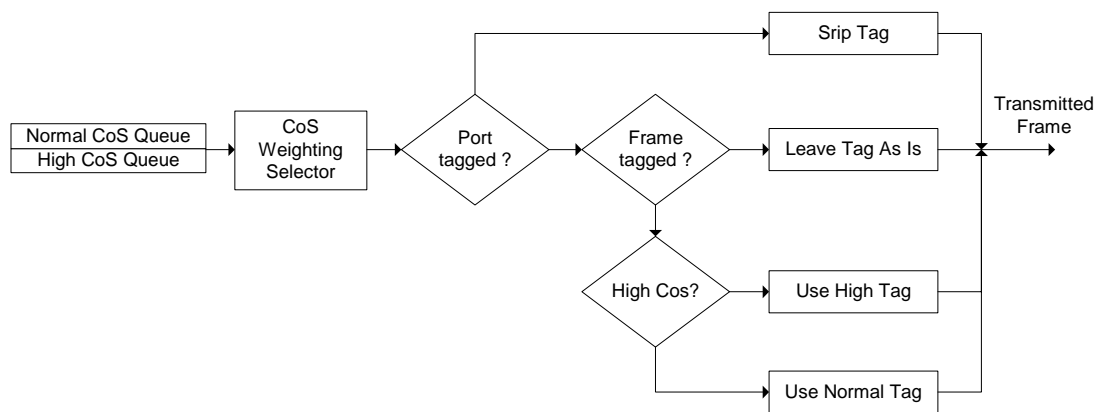 Srip Tag
Transmitted
Frame
Normal CoS Queue
High CoS Queue
CoS
Weighting
Selector
Port
tagged ?
Frame
tagged ?
Leave Tag As Is
High Cos?
Use High Tag
Use Normal Tag